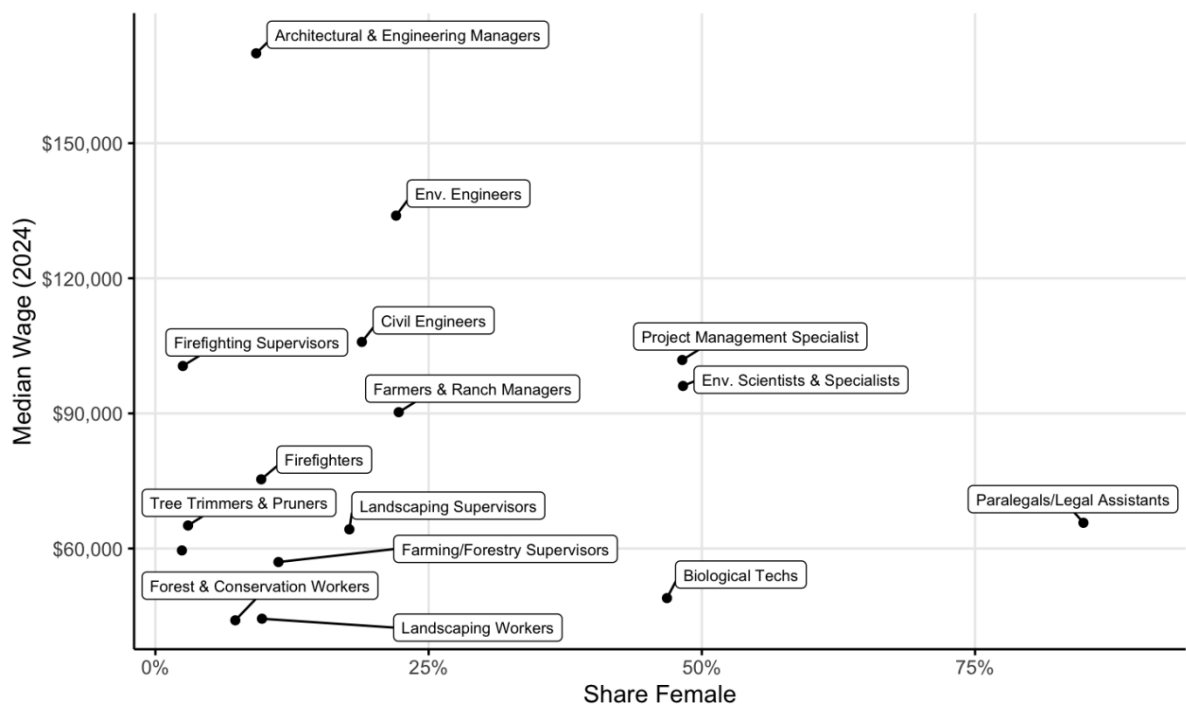 Architectural & Engineering Managers
$150,000
Env. Engineers
$120,000
Civil Engineers
Project Management Specialist
Firefighting Supervisors
Env. Scientists & Specialists
Farmers & Ranch Managers
$90,000
Firefighters
Paralegals/Legal Assistants
Tree Trimmers & Pruners
Landscaping Supervisors
$60,000
Farming/Forestry Supervisors
Biological Techs
Forest & Conservation Workers
Landscaping Workers
Median Wage (2024)
0%
25%
50%
75%
Share Female